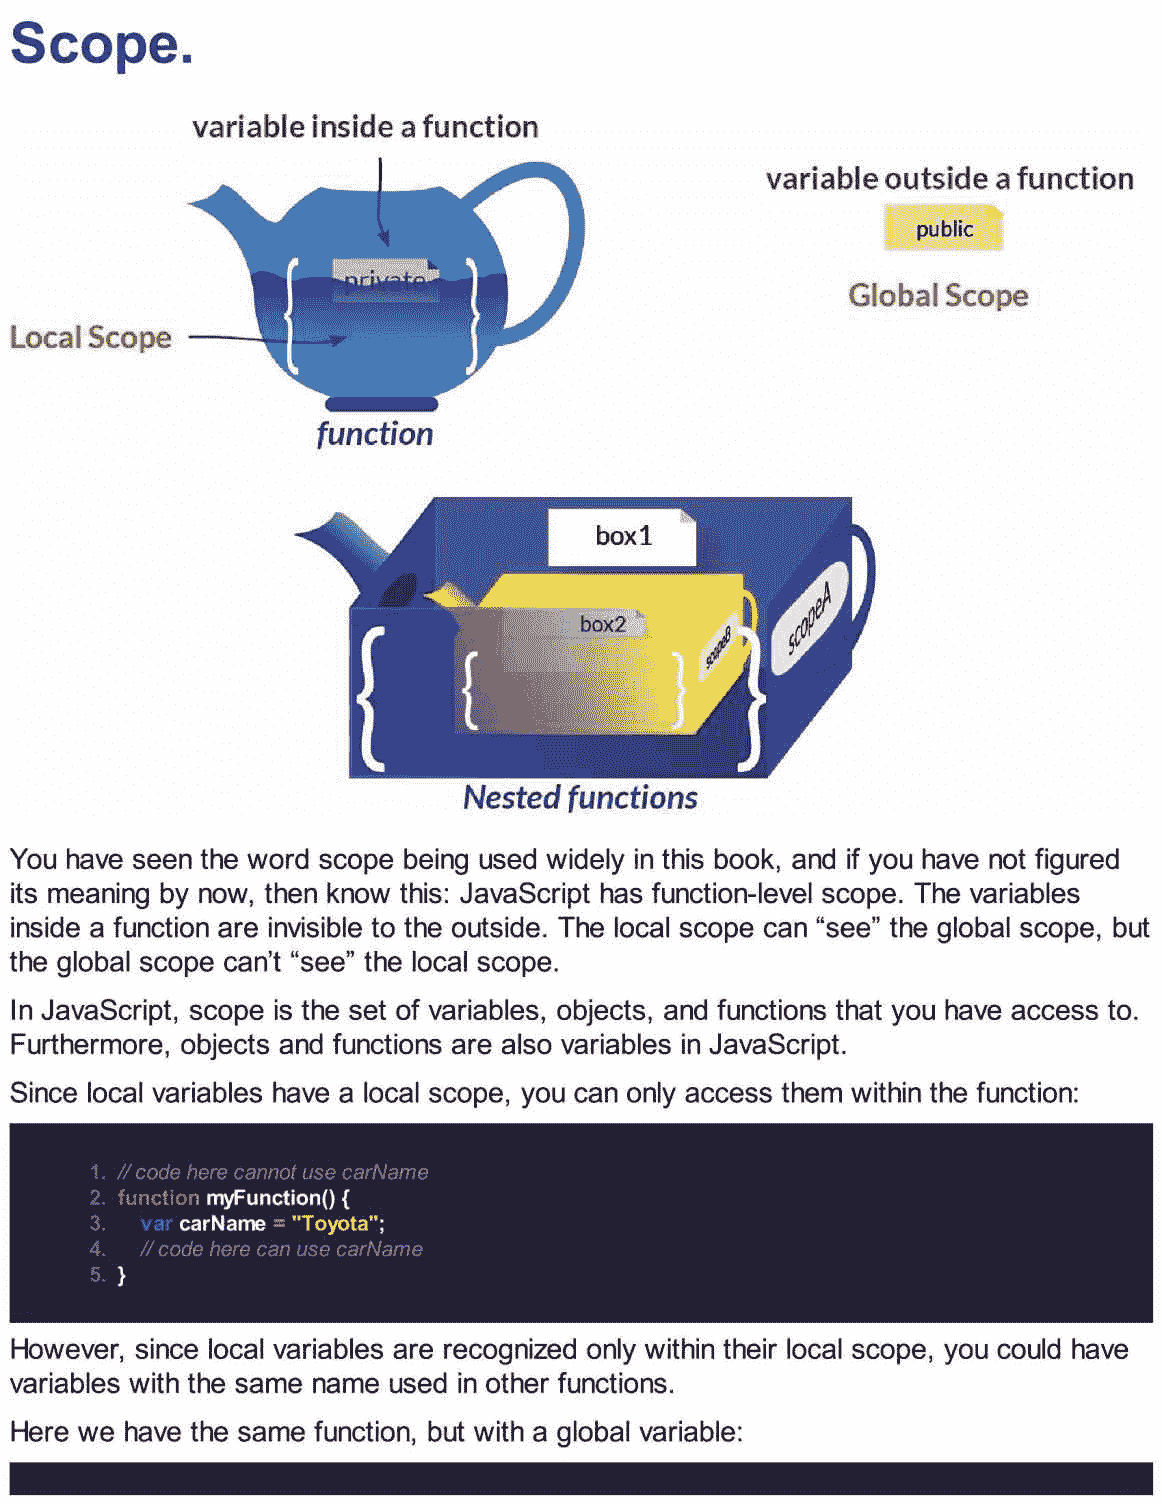 Scope.
variable inside a function
variable outside a function
public
private
Global Scope
Local Scope
function
box1
scopeA
box2
scopeB
Nested functions
You have seen the word scope being used widely in this book, and if you have not figured
its meaning by now, then know this: JavaScript has function-level scope. The variables
inside a function are invisible to the outside. The local scope can “see” the global scope, but
the global scope can’t “see” the local scope.
In JavaScript, scope is the set of variables, objects, and functions that you have access to.
Furthermore, objects and functions are also variables in JavaScript.
Since local variables have a local scope, you can only access them within the function:
1. // code here cannot use carName
2. function myFunction() {
3. var carName = "Toyota";
4. // code here can use carName
5. }
However, since local variables are recognized only within their local scope, you could have
variables with the same name used in other functions.
Here we have the same function, but with a global variable: